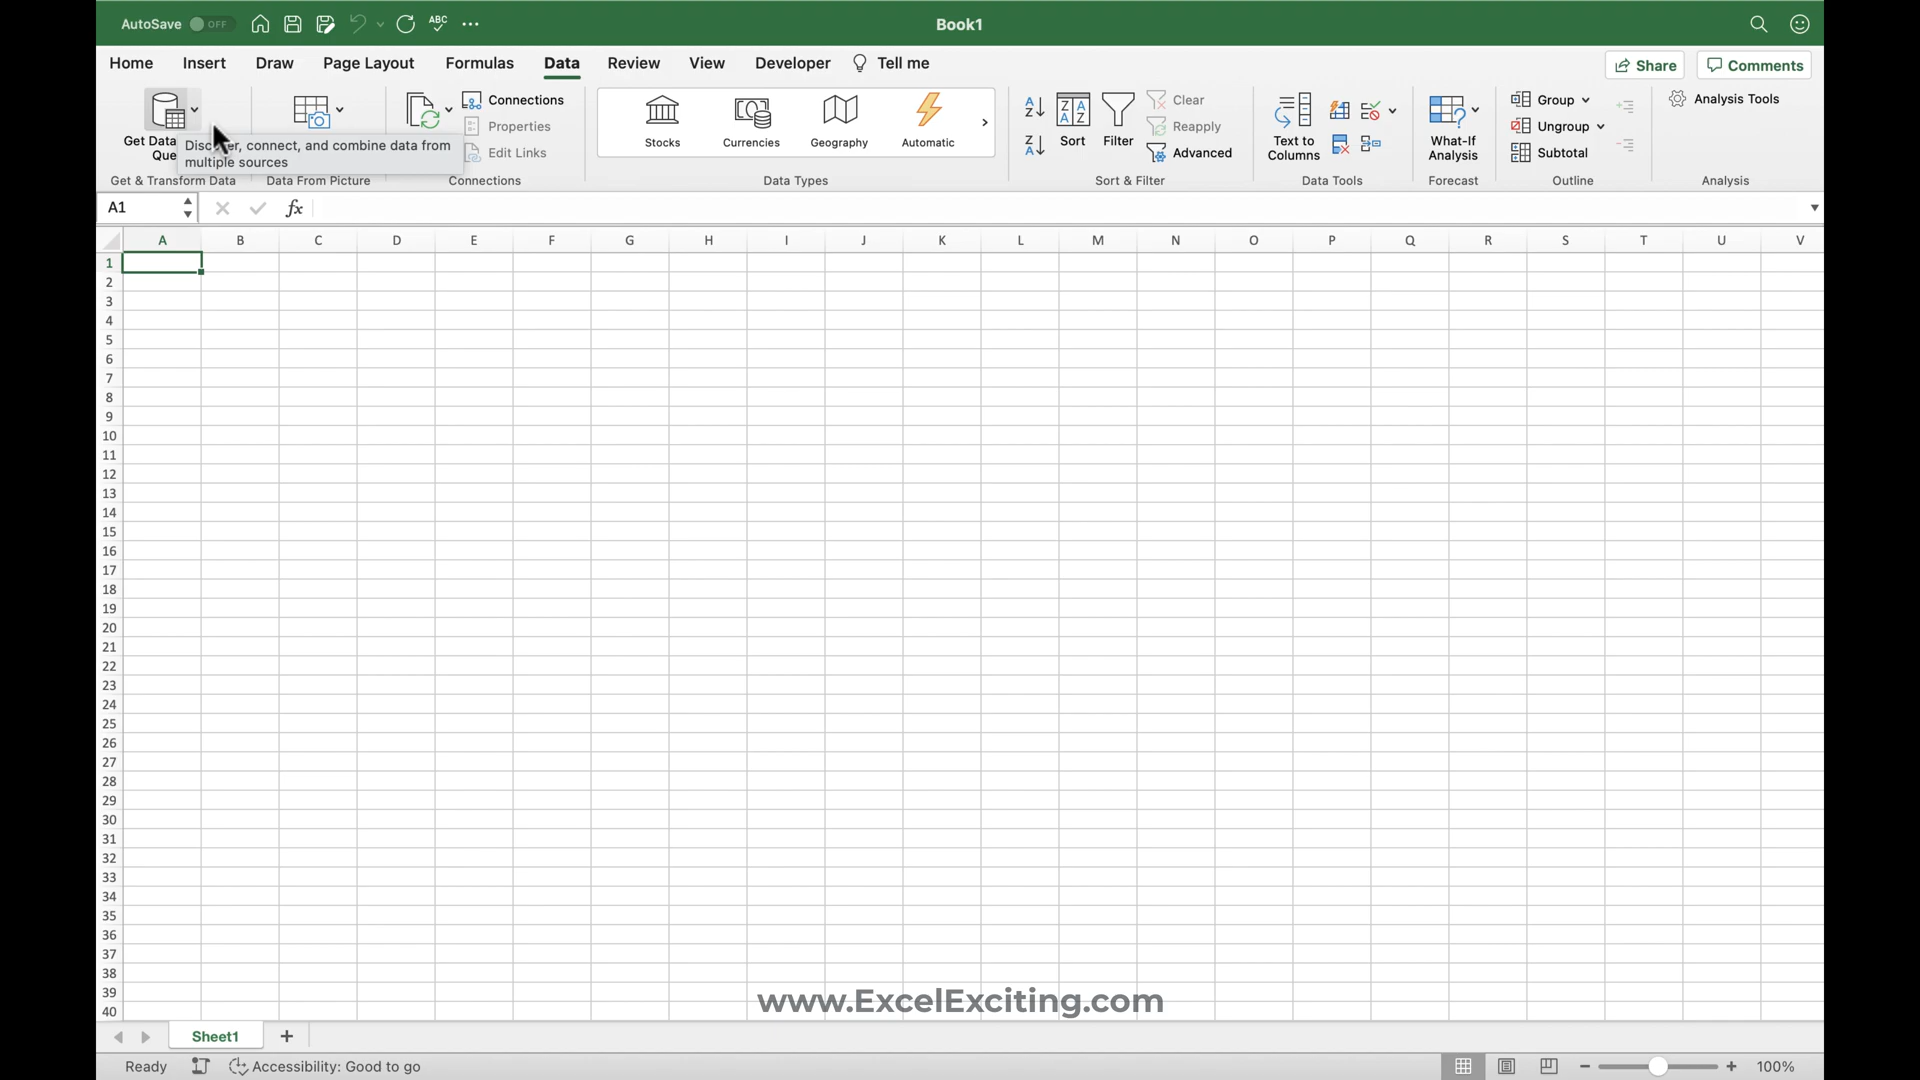 AutoSave OFF ABC Book1
Home Insert Draw Page Layout Formulas Data Review View Developer Tell me Share Comments
Get Data
Que
Discover, connect, and combine data from
multiple sources
Connections
Properties
Edit Links
Stocks Currencies Geography Automatic
A Z
Z A
Sort Filter
Clear
Reapply
Advanced
Text to
Columns
What-If
Analysis
Group
Ungroup
Subtotal
Analysis Tools
Get & Transform Data Data From Picture Connections Data Types Sort & Filter Data Tools Forecast Outline Analysis
A1 fx
A B C D E F G H I J K L M N O P Q R S T U V
1
2
3
4
5
6
7
8
9
10
11
12
13
14
15
16
17
18
19
20
21
22
23
24
25
26
27
28
29
30
31
32
33
34
35
36
37
38
39
40
www.ExcelExciting.com
Sheet1
Ready Accessibility: Good to go 100%